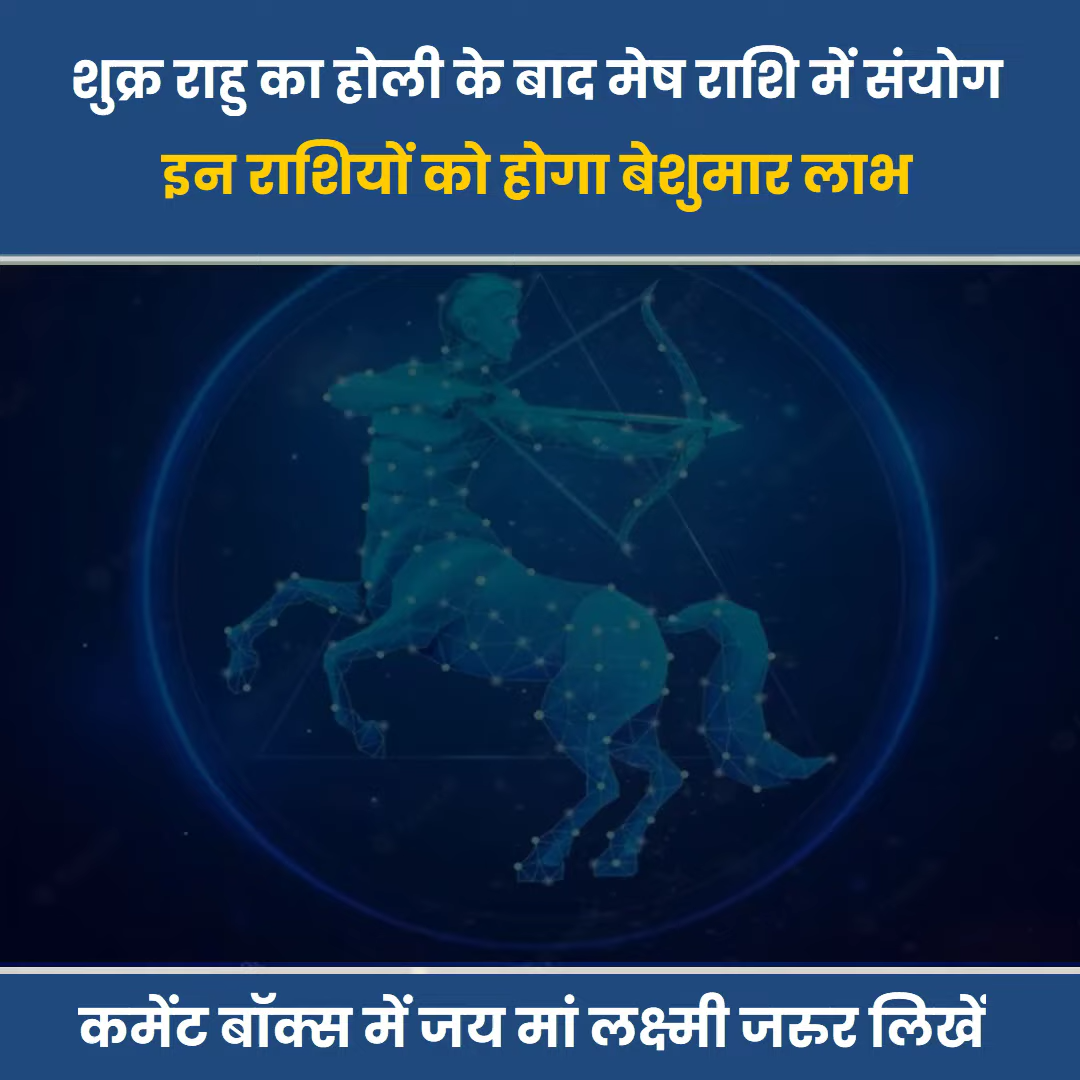 शुक्र राहु का होली के बाद मेष राशि में संयोग
इन राशियों को होगा बेशुमार लाभ
कमेंट बॉक्स में जय मां लक्ष्मी जरुर लिखें